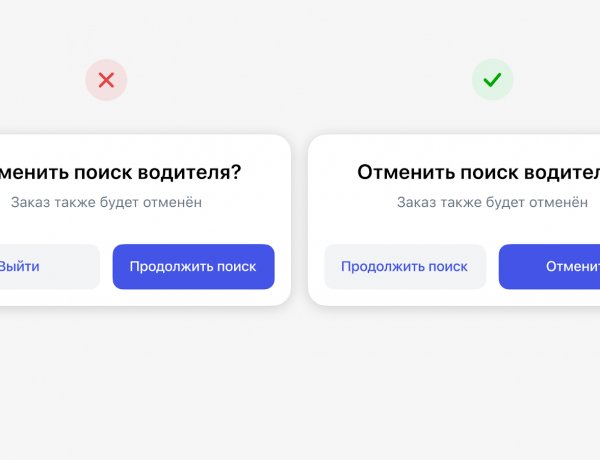 менить поиск водителя?
Заказ также будет отменён
Выйти
Продолжить поиск
Отменить поиск водител
Заказ также будет отменён
Продолжить поиск
Отменит